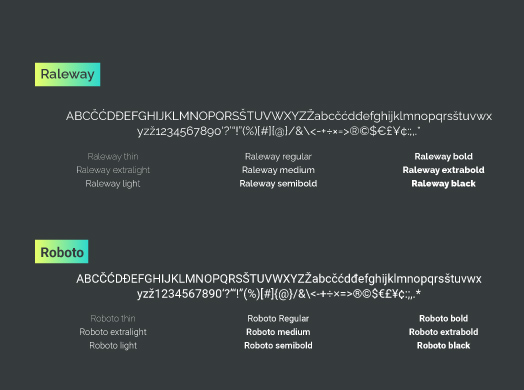 Raleway
ABCČĆDĐEFGHIJKLMNOPQRSŠTUVWXYZŽabcčćdđefghijklmnopqrsštuvwx
yzž1234567890'?'"!"(%)[#]{@}/&\<-+÷×=>®©$€£¥¢:;,.*
Raleway thin Raleway regular Raleway bold
Raleway extralight Raleway medium Raleway extrabold
Raleway light Raleway semibold Raleway black
Roboto
ABCČĆDĐEFGHIJKLMNOPQRSŠTUVWXYZŽabcčćdđefghijklmnopqrsštuvwx
yzž1234567890'?'"!"(%)[#]{@}/&\<-+÷×=>®©$€£¥¢:;,.*
Roboto thin Roboto Regular Roboto bold
Roboto extralight Roboto medium Roboto extrabold
Roboto light Roboto semibold Roboto black